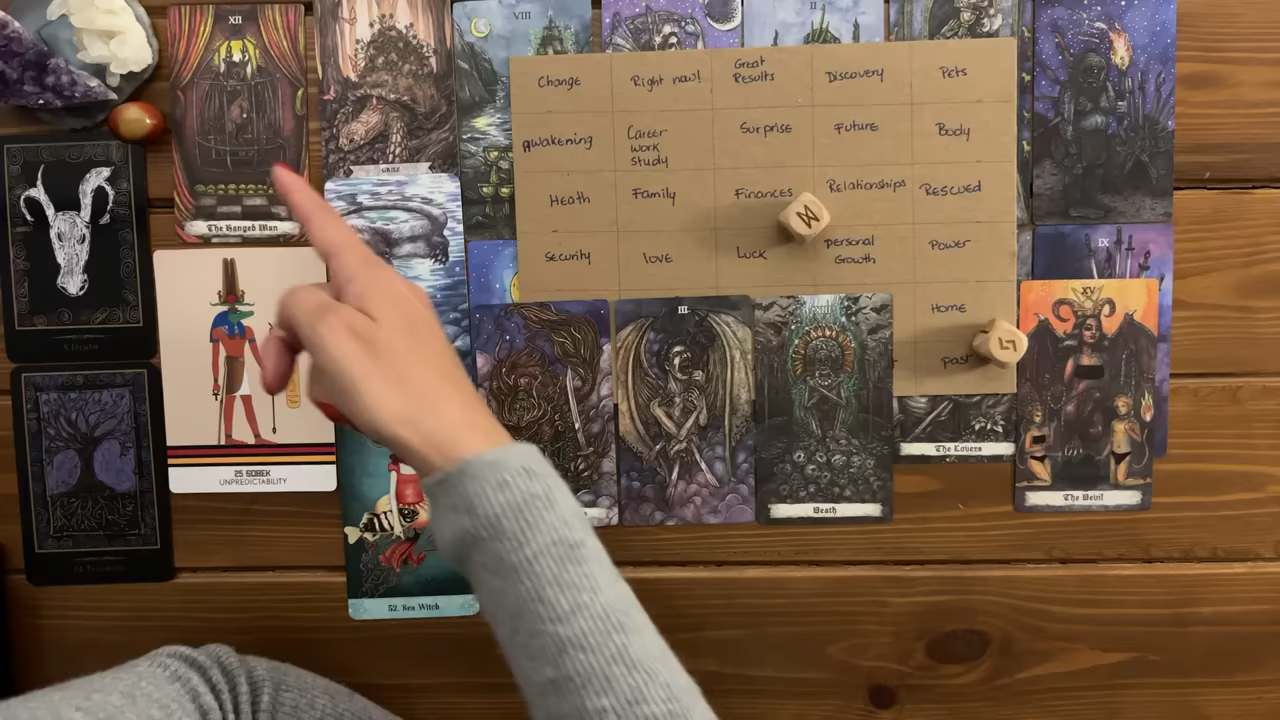 XII
VIII
II
The Hanged Man
GRIEF
Change
Right now!
Great
Results
Discovery
Pets
Awakening
Career
work
study
Surprise
Future
Body
Heath
Family
Finances
Relationships
RESCUED
Security
love
Luck
personal
Growth
Power
Home
past
IX
XV
III
XIII
25 SOBEK
UNPREDICTABILITY
The Lovers
The Devil
Death
52. Sea Witch